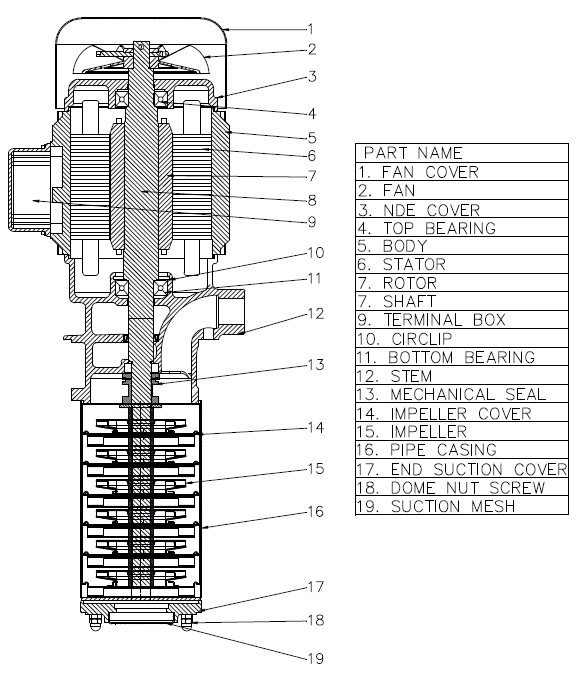 1
2
3
4
5
6
7
8
9
10
11
12
13
14
15
16
17
18
19
PART NAME
1. FAN COVER
2. FAN
3. NDE COVER
4. TOP BEARING
5. BODY
6. STATOR
7. ROTOR
7. SHAFT
9. TERMINAL BOX
10. CIRCLIP
11. BOTTOM BEARING
12. STEM
13. MECHANICAL SEAL
14. IMPELLER COVER
15. IMPELLER
16. PIPE CASING
17. END SUCTION COVER
18. DOME NUT SCREW
19. SUCTION MESH